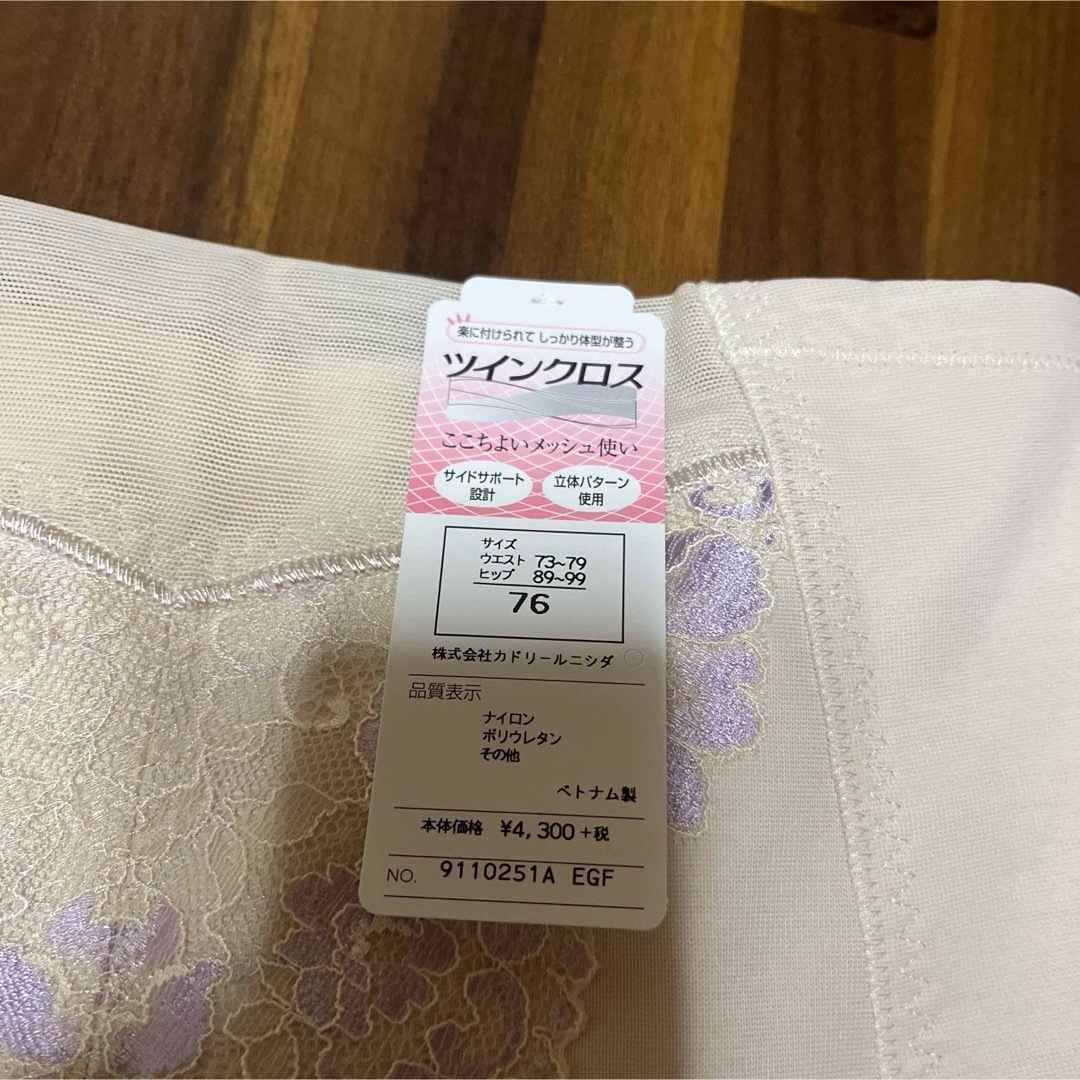 楽に付けられて しっかり体型が整う
ツインクロス
ここちよいメッシュ使い
サイドサポート
設計
立体パターン
使用
サイズ
ウエスト 73~79
ヒップ 89~99
76
株式会社カドリールニシダ
品質表示
ナイロン
ポリウレタン
その他
ベトナム製
本体価格 ¥4,300+税
NO. 9110251A EGF